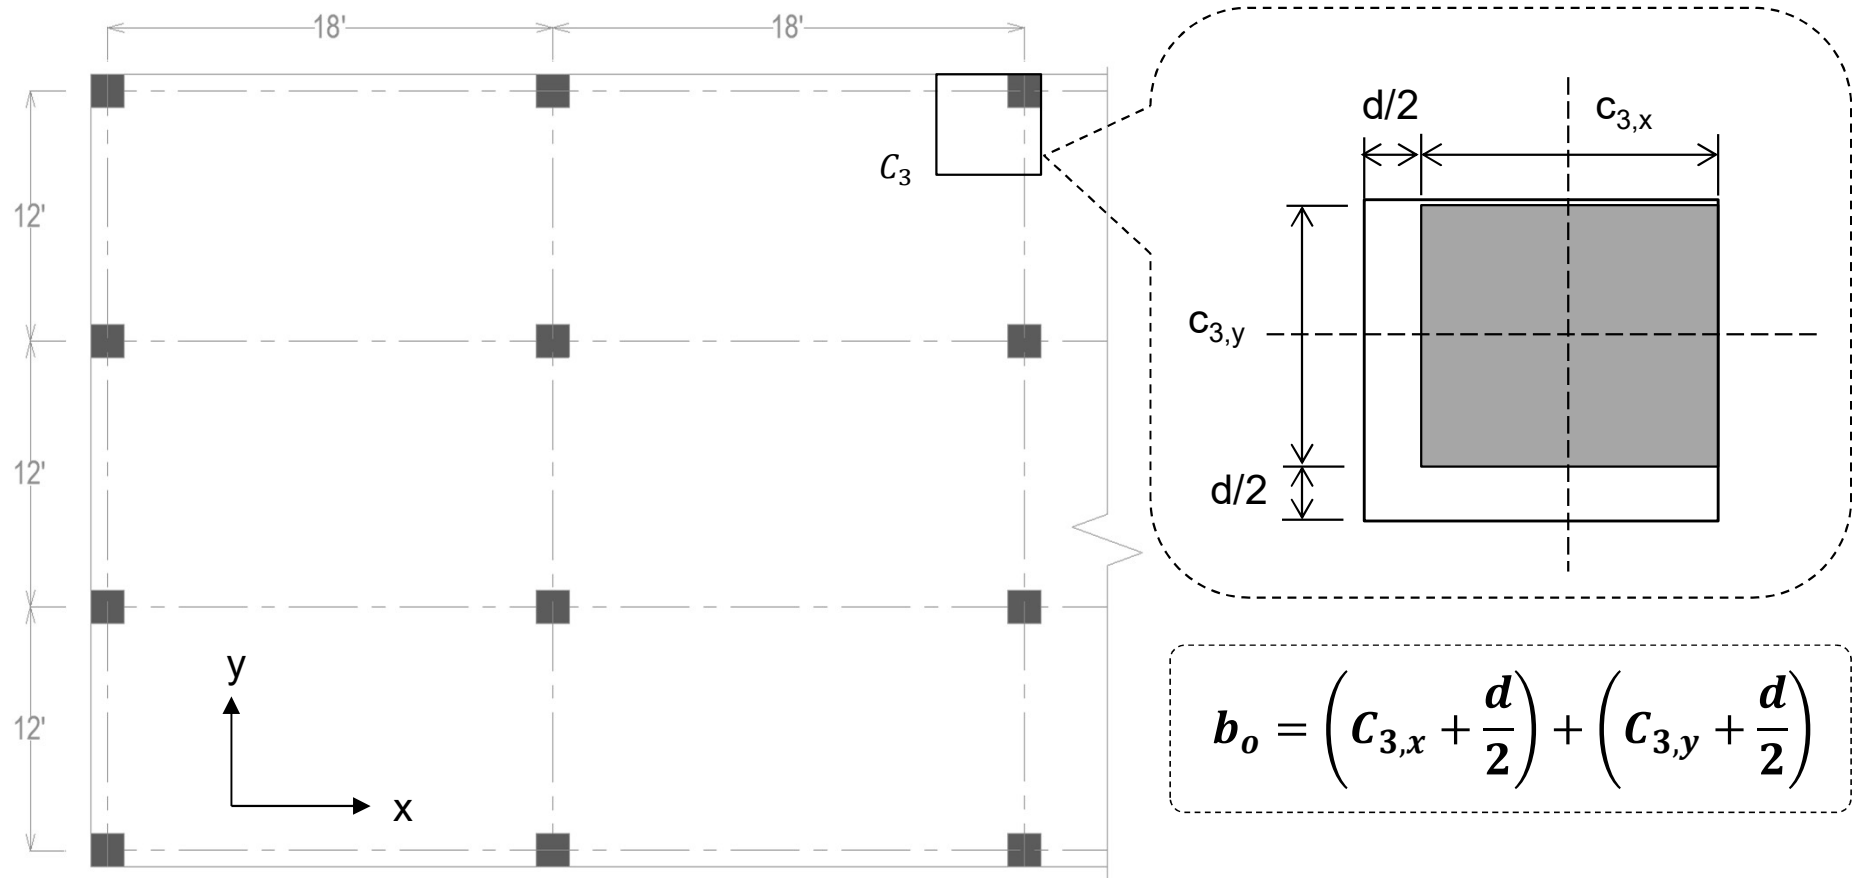 18'
18'
12'
12'
12'
C₃
y
x
d/2
c₃,ₓ
c₃,y
d/2
bₒ = (C₃,ₓ + d/2) + (C₃,y + d/2)